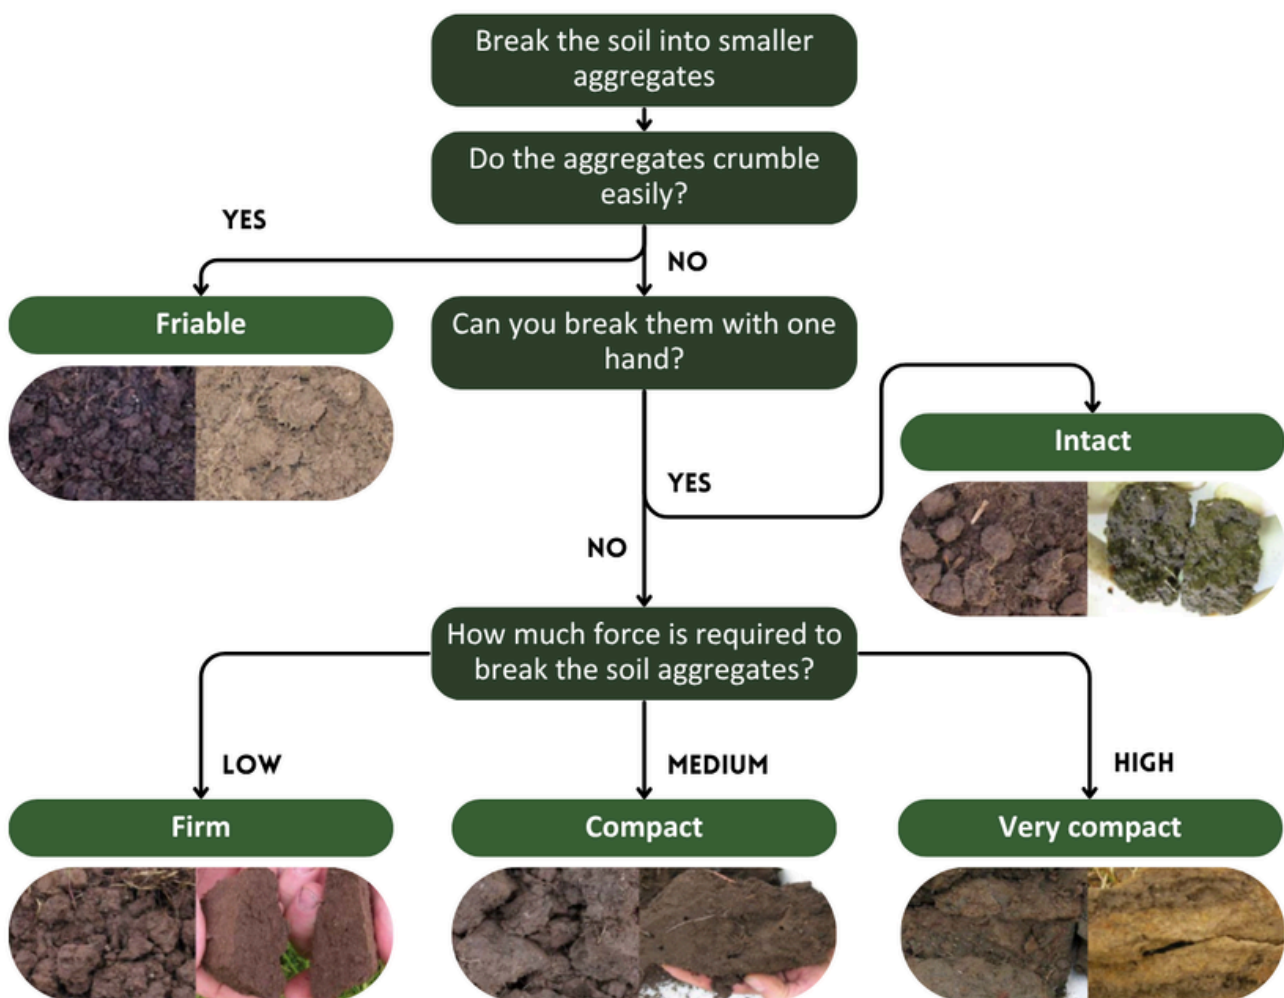 Break the soil into smaller
aggregates
Do the aggregates crumble
easily?
YES
NO
Friable
Can you break them with one
hand?
YES
Intact
NO
How much force is required to
break the soil aggregates?
LOW
MEDIUM
HIGH
Firm
Compact
Very compact